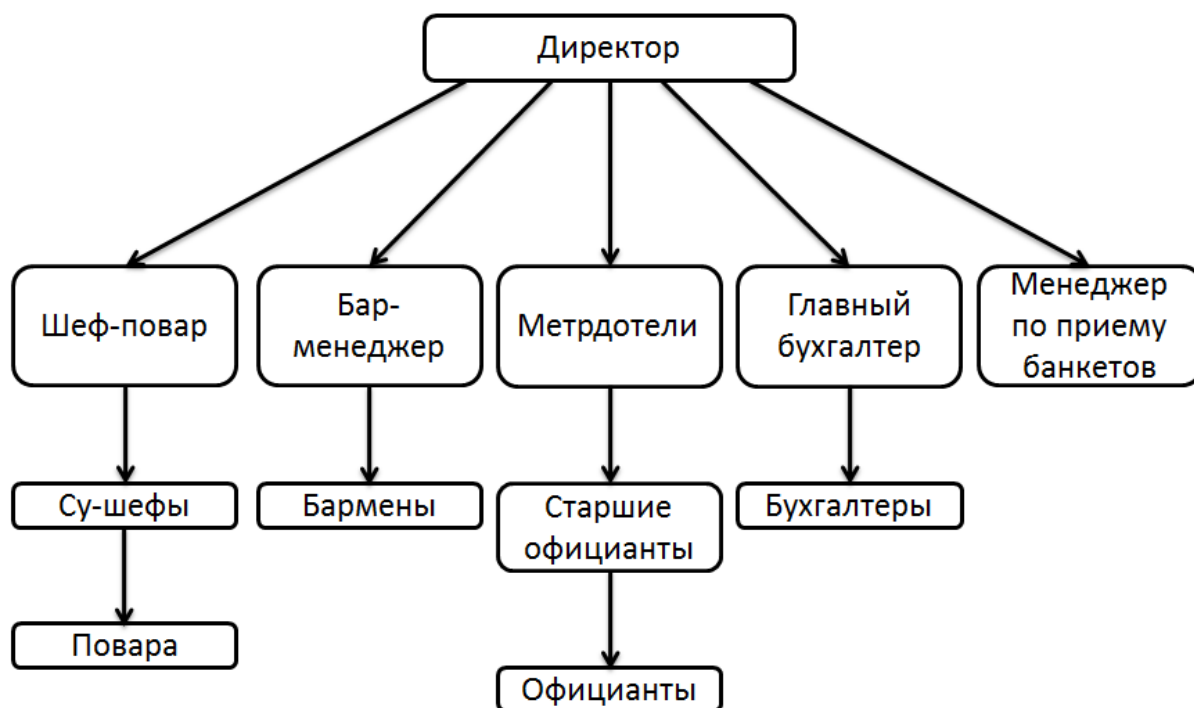 Директор
Шеф-повар
Бар-
менеджер
Метрдотели
Главный
бухгалтер
Менеджер
по приему
банкетов
Су-шефы
Бармены
Старшие
официанты
Бухгалтеры
Повара
Официанты